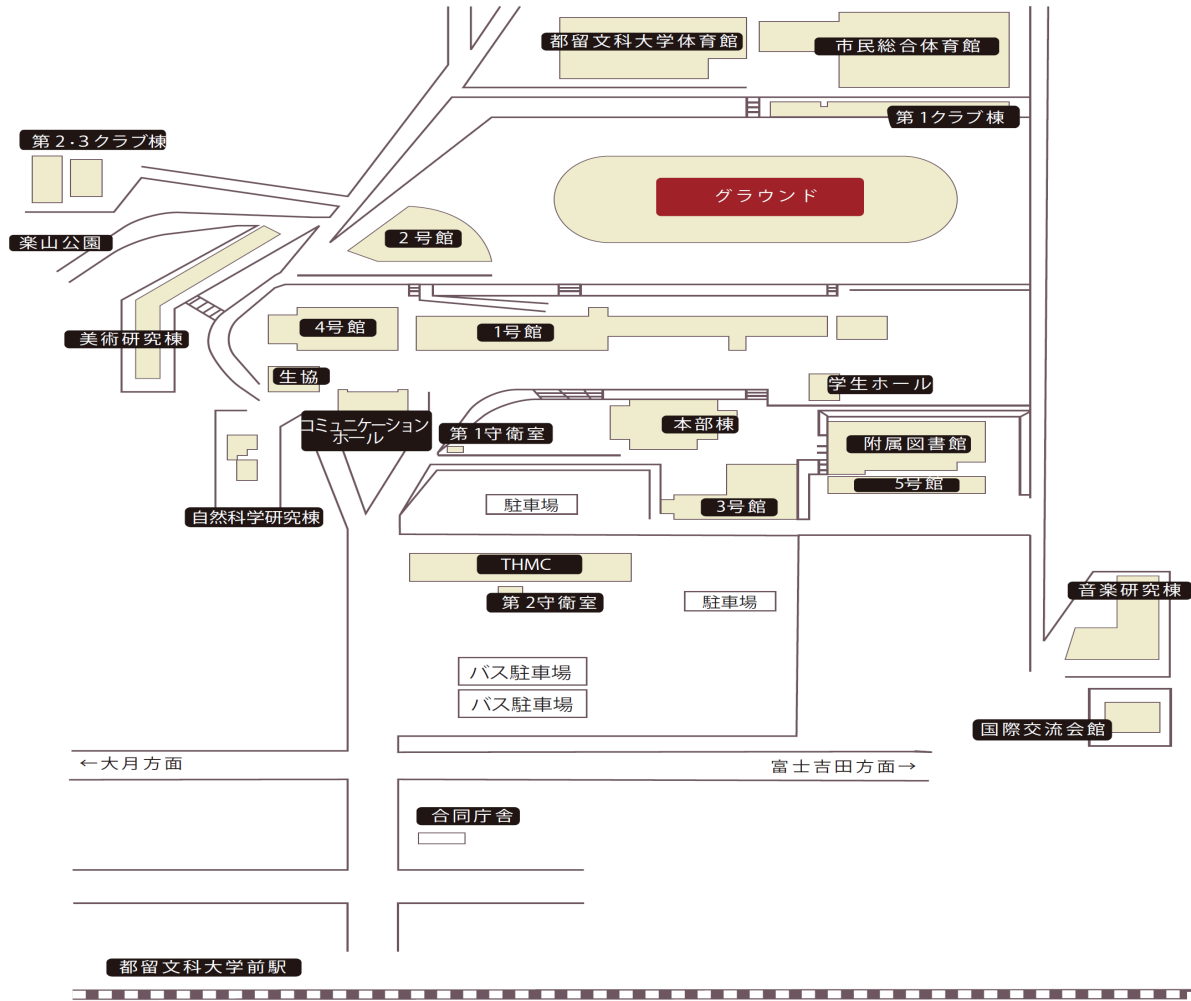 都留文科大学体育館
市民総合体育館
第1クラブ棟
第2・3クラブ棟
グラウンド
楽山公園
2号館
美術研究棟
4号館
1号館
生協
学生ホール
コミュニケーション
ホール
第1守衛室
本部棟
附属図書館
5号館
自然科学研究棟
駐車場
3号館
THMC
第2守衛室
駐車場
音楽研究棟
バス駐車場
バス駐車場
国際交流会館
←大月方面
富士吉田方面→
合同庁舎
都留文科大学前駅